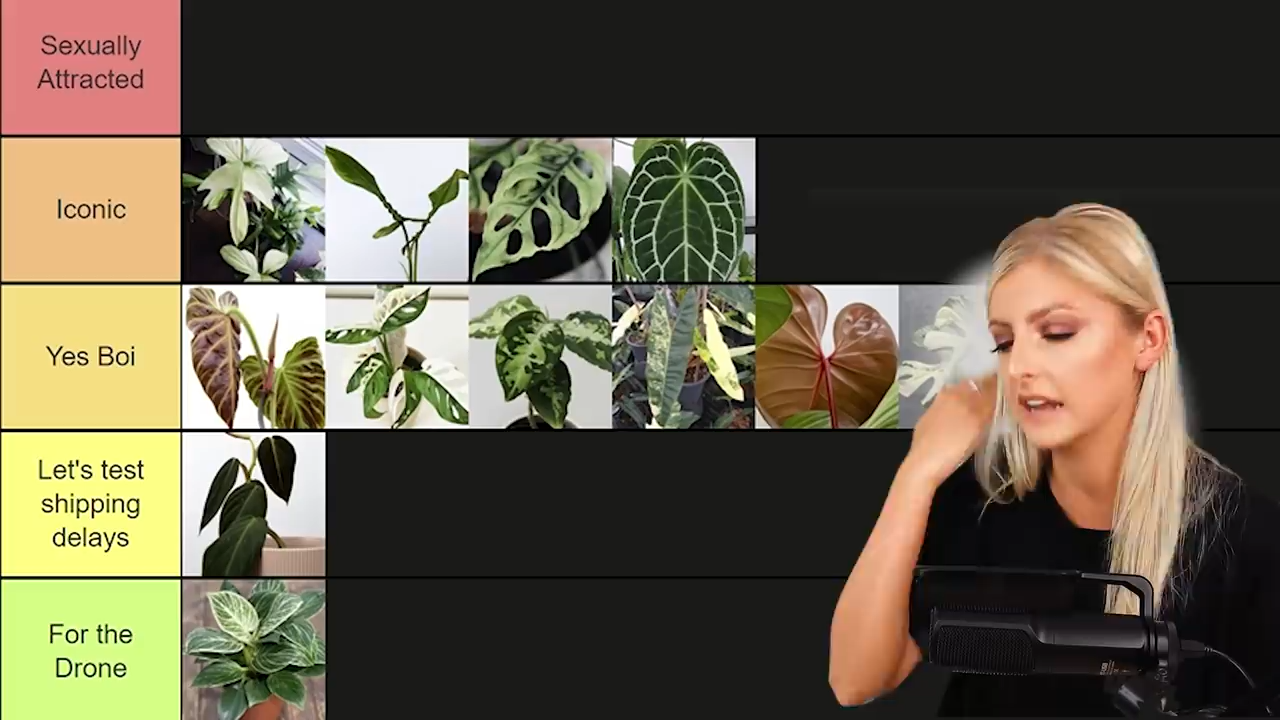 Sexually
Attracted
Iconic
Yes Boi
Let's test
shipping
delays
For the
Drone